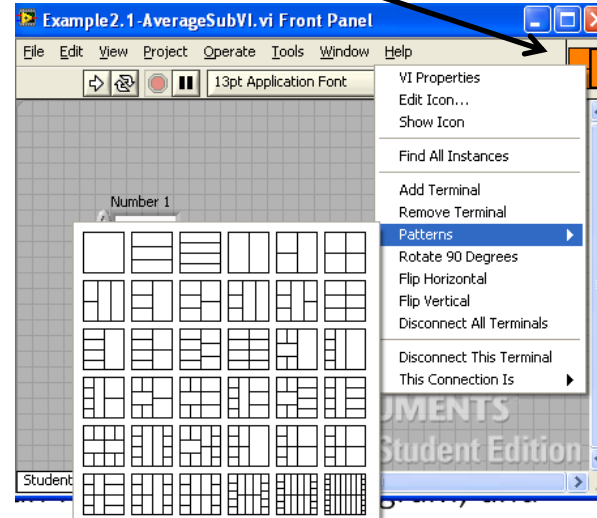 Example2.1-AverageSubVI.vi Front Panel
File Edit View Project Operate Tools Window Help
13pt Application Font
VI Properties
Edit Icon...
Show Icon
Find All Instances
Add Terminal
Remove Terminal
Patterns
Rotate 90 Degrees
Flip Horizontal
Flip Vertical
Disconnect All Terminals
Disconnect This Terminal
This Connection Is
Number 1
UMENTS
Student Edition
Student